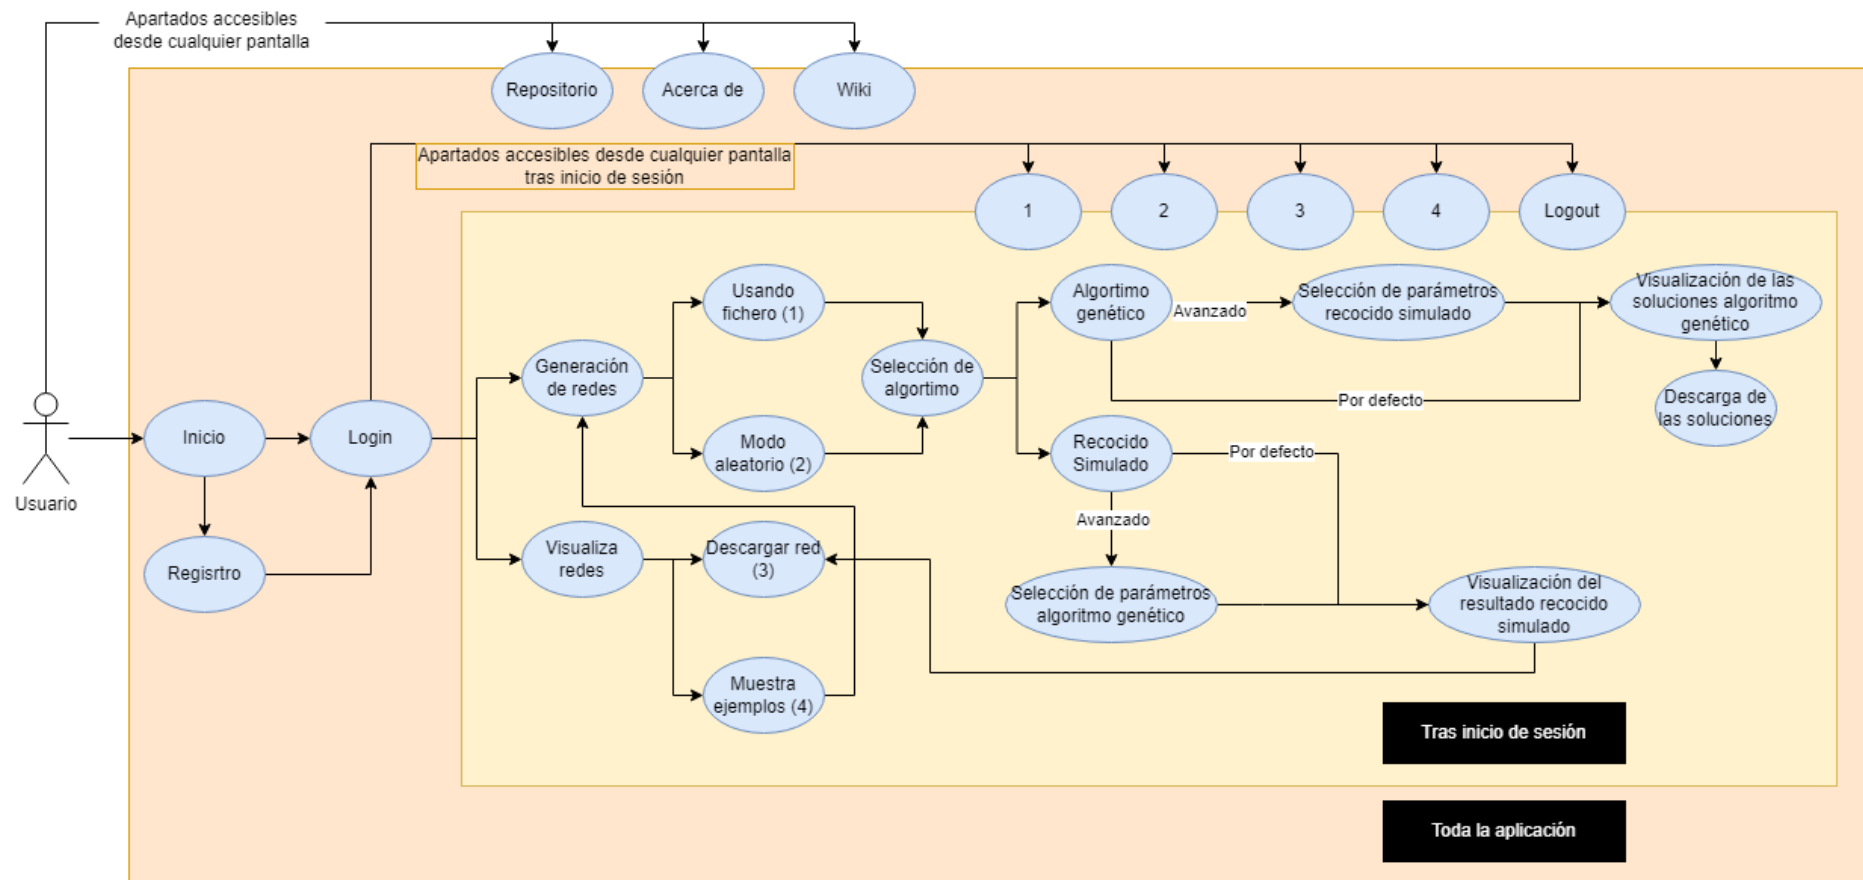 Apartados accesibles
desde cualquier pantalla
Repositorio
Acerca de
Wiki
Apartados accesibles desde cualquier pantalla
tras inicio de sesión
1
2
3
4
Logout
Usando
fichero (1)
Algortimo
genético
Avanzado
Selección de parámetros
recocido simulado
Visualización de las
soluciones algoritmo
genético
Generación
de redes
Selección de
algortimo
Por defecto
Descarga de
las soluciones
Usuario
Inicio
Login
Modo
aleatorio (2)
Recocido
Simulado
Por defecto
Avanzado
Regisrtro
Visualiza
redes
Descargar red
(3)
Selección de parámetros
algoritmo genético
Visualización del
resultado recocido
simulado
Muestra
ejemplos (4)
Tras inicio de sesión
Toda la aplicación